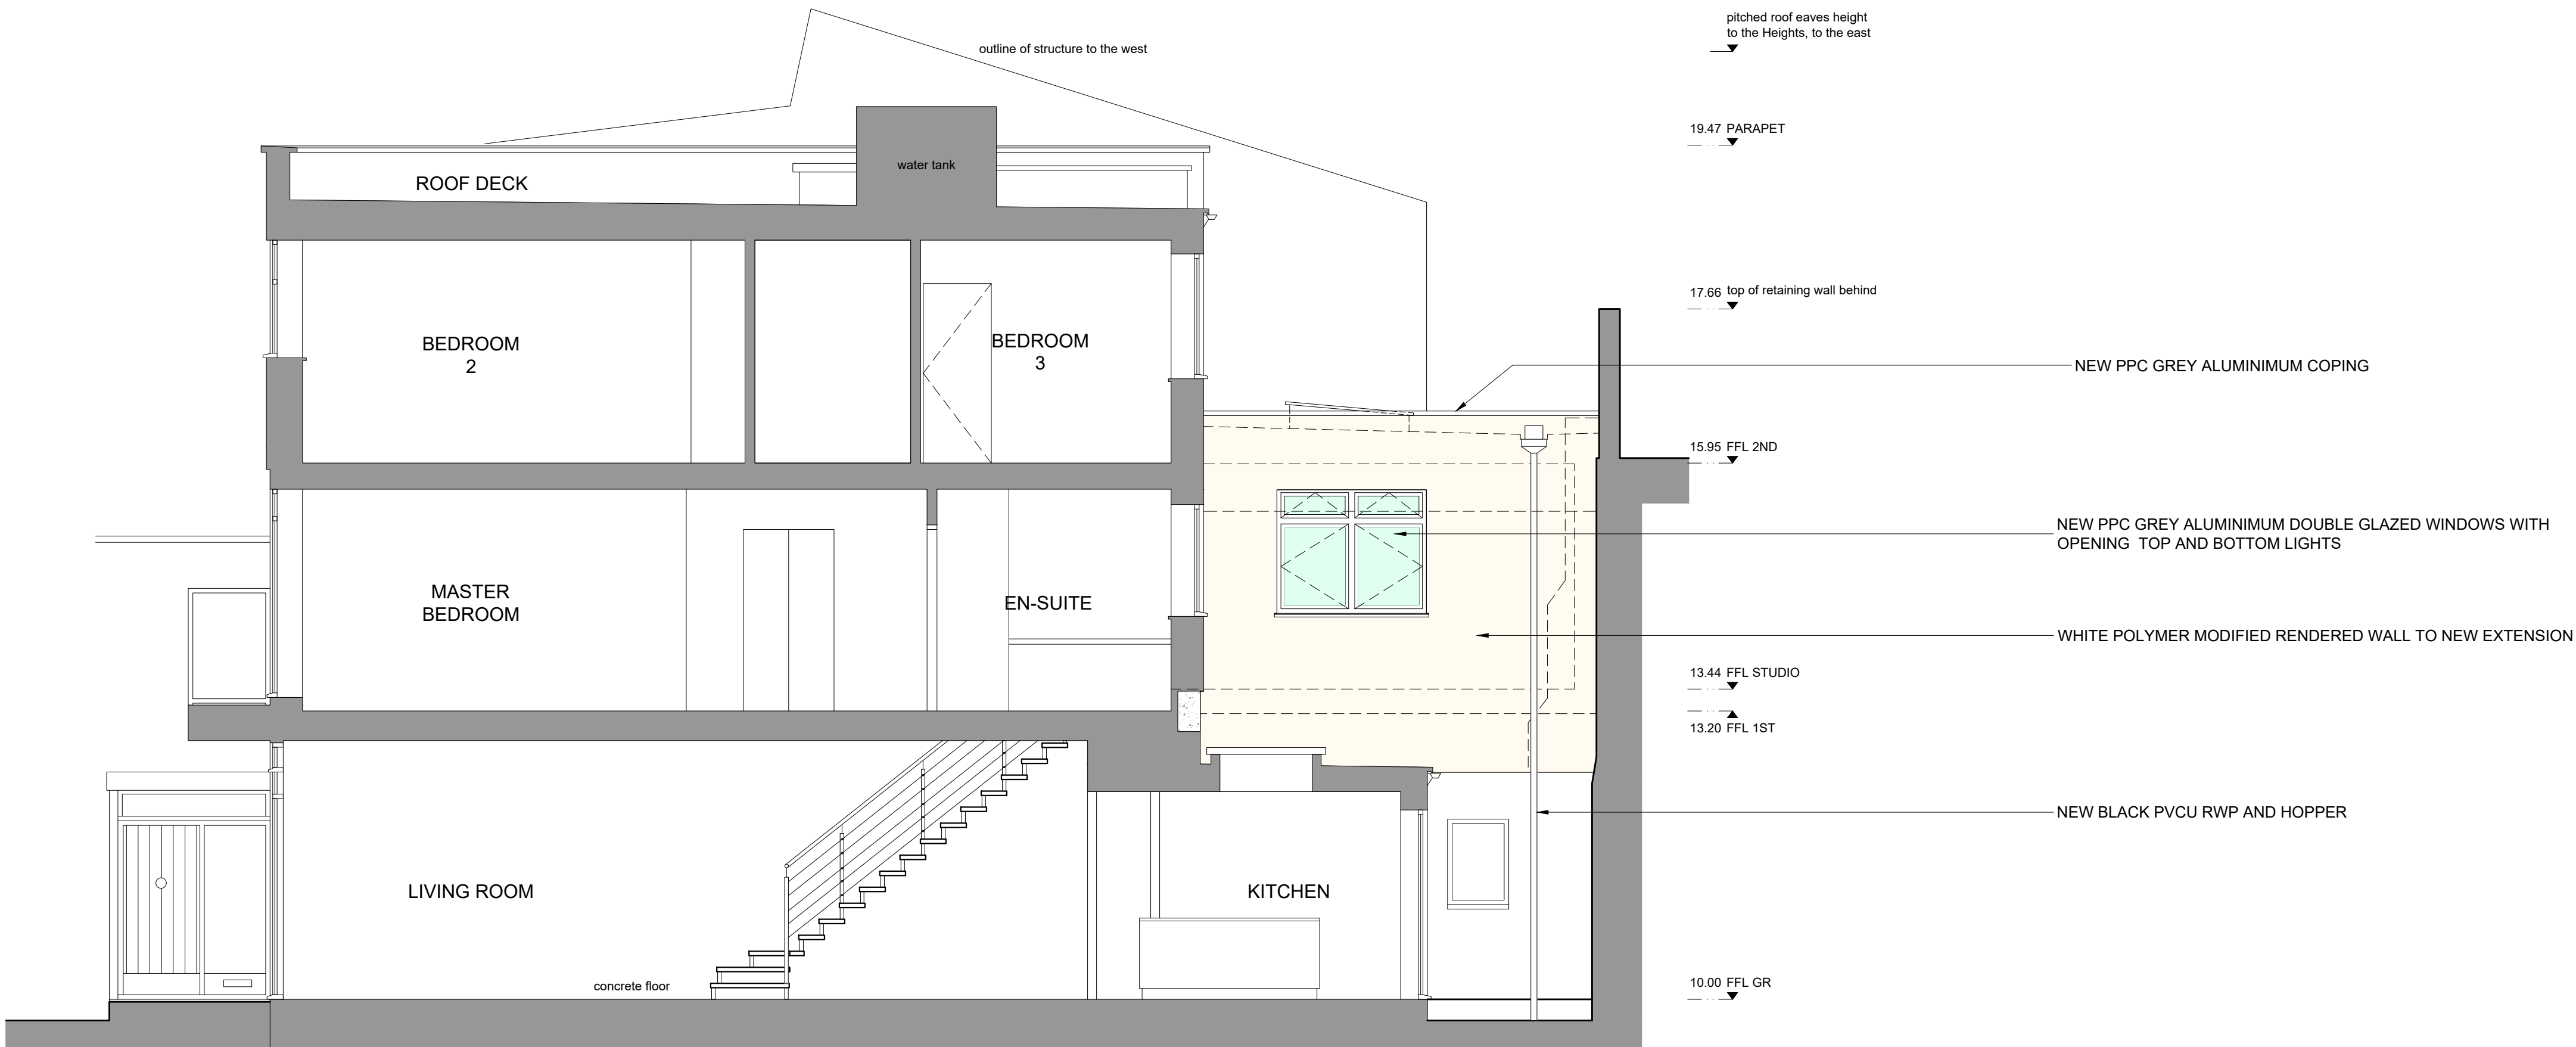 pitched roof eaves height
to the Heights, to the east
outline of structure to the west
19.47 PARAPET
water tank
ROOF DECK
17.66 top of retaining wall behind
BEDROOM
2
BEDROOM
3
NEW PPC GREY ALUMINIMUM COPING
15.95 FFL 2ND
NEW PPC GREY ALUMINIMUM DOUBLE GLAZED WINDOWS WITH
OPENING TOP AND BOTTOM LIGHTS
MASTER
BEDROOM
EN-SUITE
WHITE POLYMER MODIFIED RENDERED WALL TO NEW EXTENSION
13.44 FFL STUDIO
13.20 FFL 1ST
NEW BLACK PVCU RWP AND HOPPER
LIVING ROOM
KITCHEN
concrete floor
10.00 FFL GR